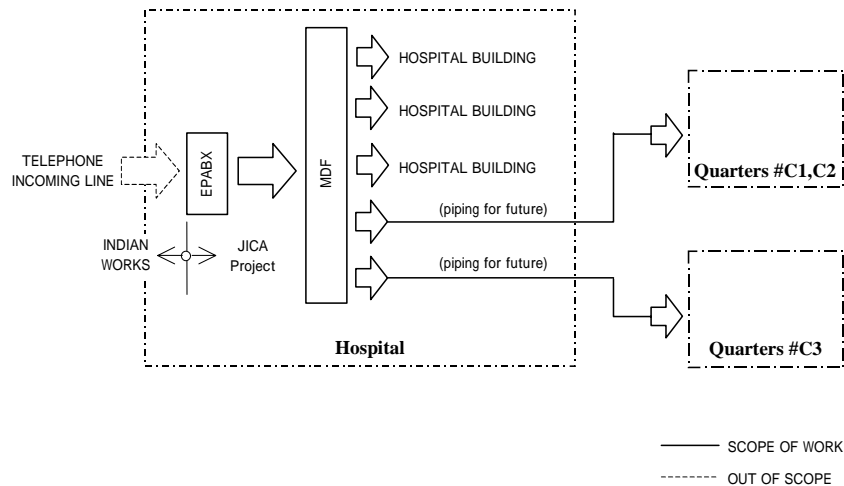 HOSPITAL BUILDING
HOSPITAL BUILDING
HOSPITAL BUILDING
TELEPHONE
INCOMING LINE
EPABX
MDF
(piping for future)
(piping for future)
INDIAN
WORKS
JICA
Project
Hospital
Quarters #C1,C2
Quarters #C3
SCOPE OF WORK
OUT OF SCOPE